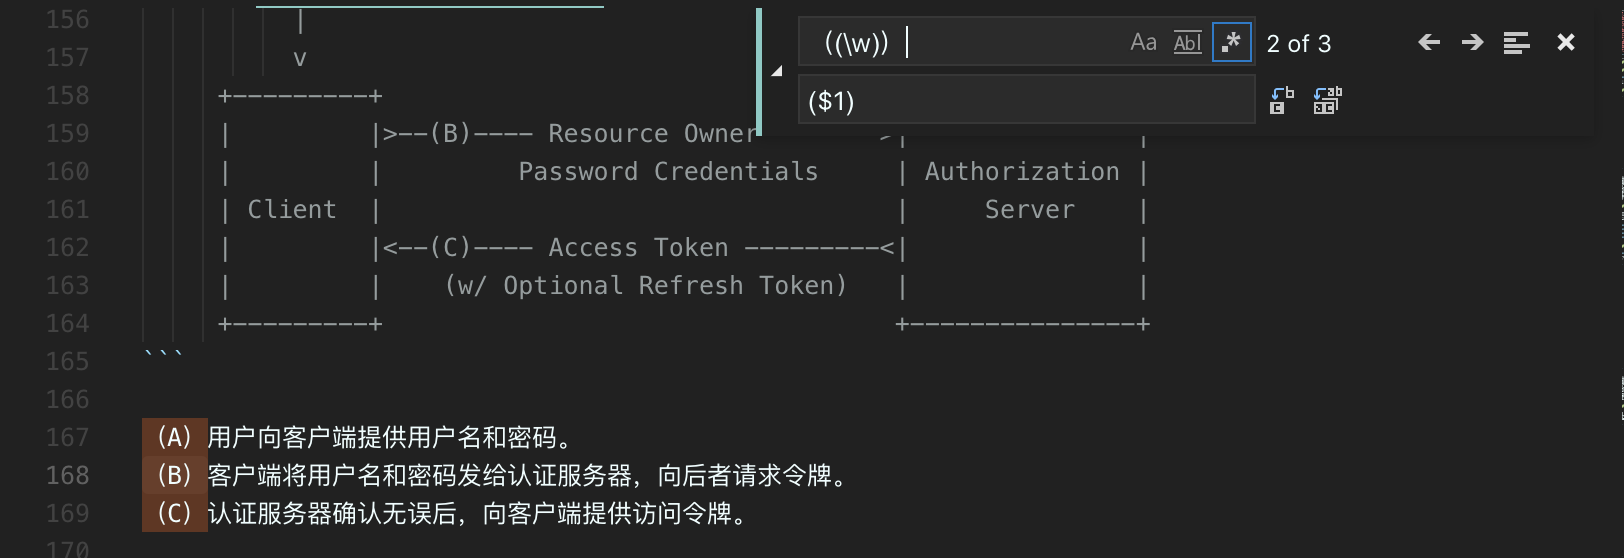 156 |
157 v
((\w)) Aa Abl .* 2 of 3
($1)
158 +---------+
159 | |>--(B)---- Resource Owner >| |
160 | | Password Credentials | Authorization |
161 | Client | | Server |
162 | |<--(C)---- Access Token ---------<| |
163 | | (w/ Optional Refresh Token) | |
164 +---------+ +---------------+
165 ```
166
167 （A）用户向客户端提供用户名和密码。
168 （B）客户端将用户名和密码发给认证服务器，向后者请求令牌。
169 （C）认证服务器确认无误后，向客户端提供访问令牌。
170